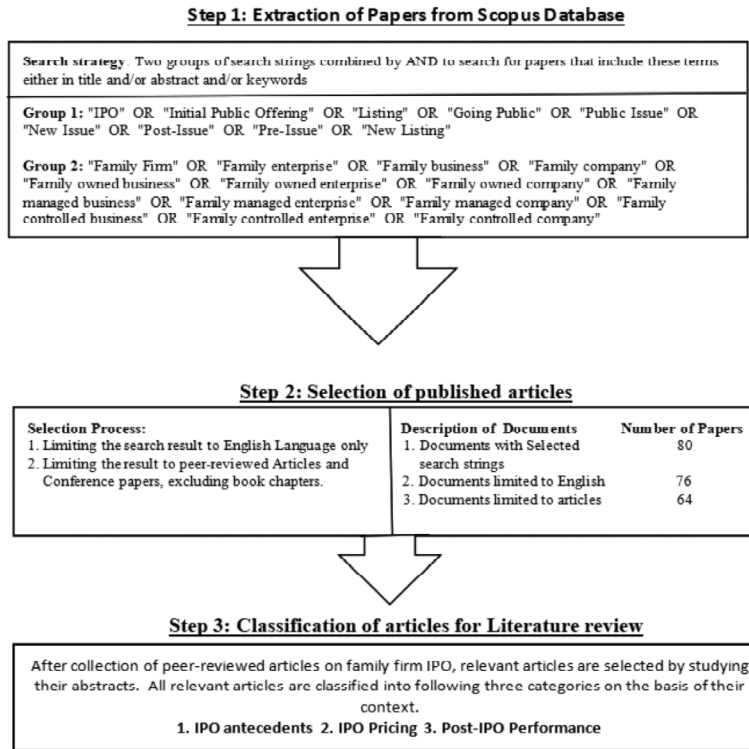 Step 1: Extraction of Papers from Scopus Database
Search strategy. Two groups of search strings combined by AND to search for papers that include these terms
either in title and/or abstract and/or keywords
Group 1: "IPO" OR "Initial Public Offering" OR "Listing" OR "Going Public" OR "Public Issue" OR
"New Issue" OR "Post-Issue" OR "Pre-Issue" OR "New Listing"
Group 2: "Family Firm" OR "Family enterprise" OR "Family business" OR "Family company" OR
"Family owned business" OR "Family owned enterprise" OR "Family owned company" OR "Family
managed business" OR "Family managed enterprise" OR "Family managed company" OR "Family
controlled business" OR "Family controlled enterprise" OR "Family controlled company"
Step 2: Selection of published articles
Selection Process:
1. Limiting the search result to English Language only
2. Limiting the result to peer-reviewed Articles and
Conference papers, excluding book chapters.
Description of Documents Number of Papers
1. Documents with Selected 80
search strings
2. Documents limited to English 76
3. Documents limited to articles 64
Step 3: Classification of articles for Literature review
After collection of peer-reviewed articles on family firm IPO, relevant articles are selected by studying
their abstracts. All relevant articles are classified into following three categories on the basis of their
context.
1. IPO antecedents 2. IPO Pricing 3. Post-IPO Performance